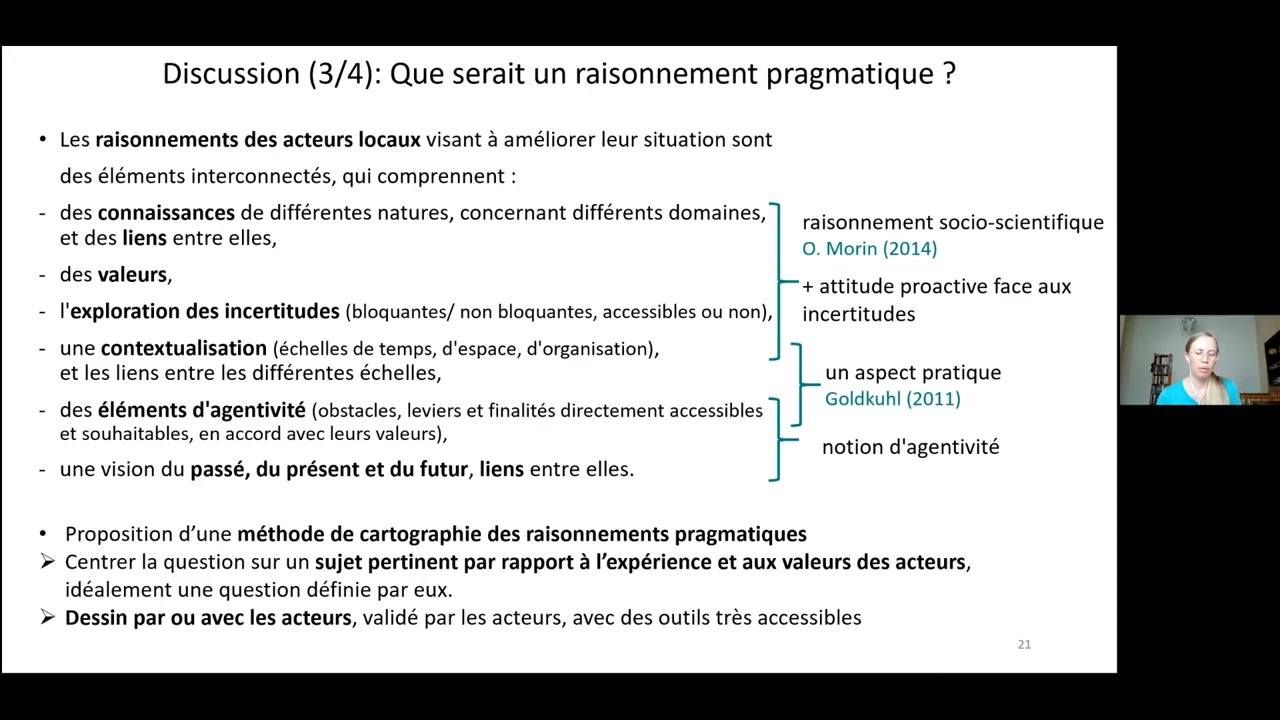 Discussion (3/4): Que serait un raisonnement pragmatique ?
• Les raisonnements des acteurs locaux visant à améliorer leur situation sont
des éléments interconnectés, qui comprennent :
- des connaissances de différentes natures, concernant différents domaines,
et des liens entre elles,
- des valeurs,
- l'exploration des incertitudes (bloquantes/ non bloquantes, accessibles ou non),
- une contextualisation (échelles de temps, d'espace, d'organisation),
et les liens entre les différentes échelles,
- des éléments d'agentivité (obstacles, leviers et finalités directement accessibles
et souhaitables, en accord avec leurs valeurs),
- une vision du passé, du présent et du futur, liens entre elles.
raisonnement socio-scientifique
O. Morin (2014)
+ attitude proactive face aux
incertitudes
un aspect pratique
Goldkuhl (2011)
notion d'agentivité
• Proposition d’une méthode de cartographie des raisonnements pragmatiques
➢ Centrer la question sur un sujet pertinent par rapport à l’expérience et aux valeurs des acteurs,
idéalement une question définie par eux.
➢ Dessin par ou avec les acteurs, validé par les acteurs, avec des outils très accessibles
21